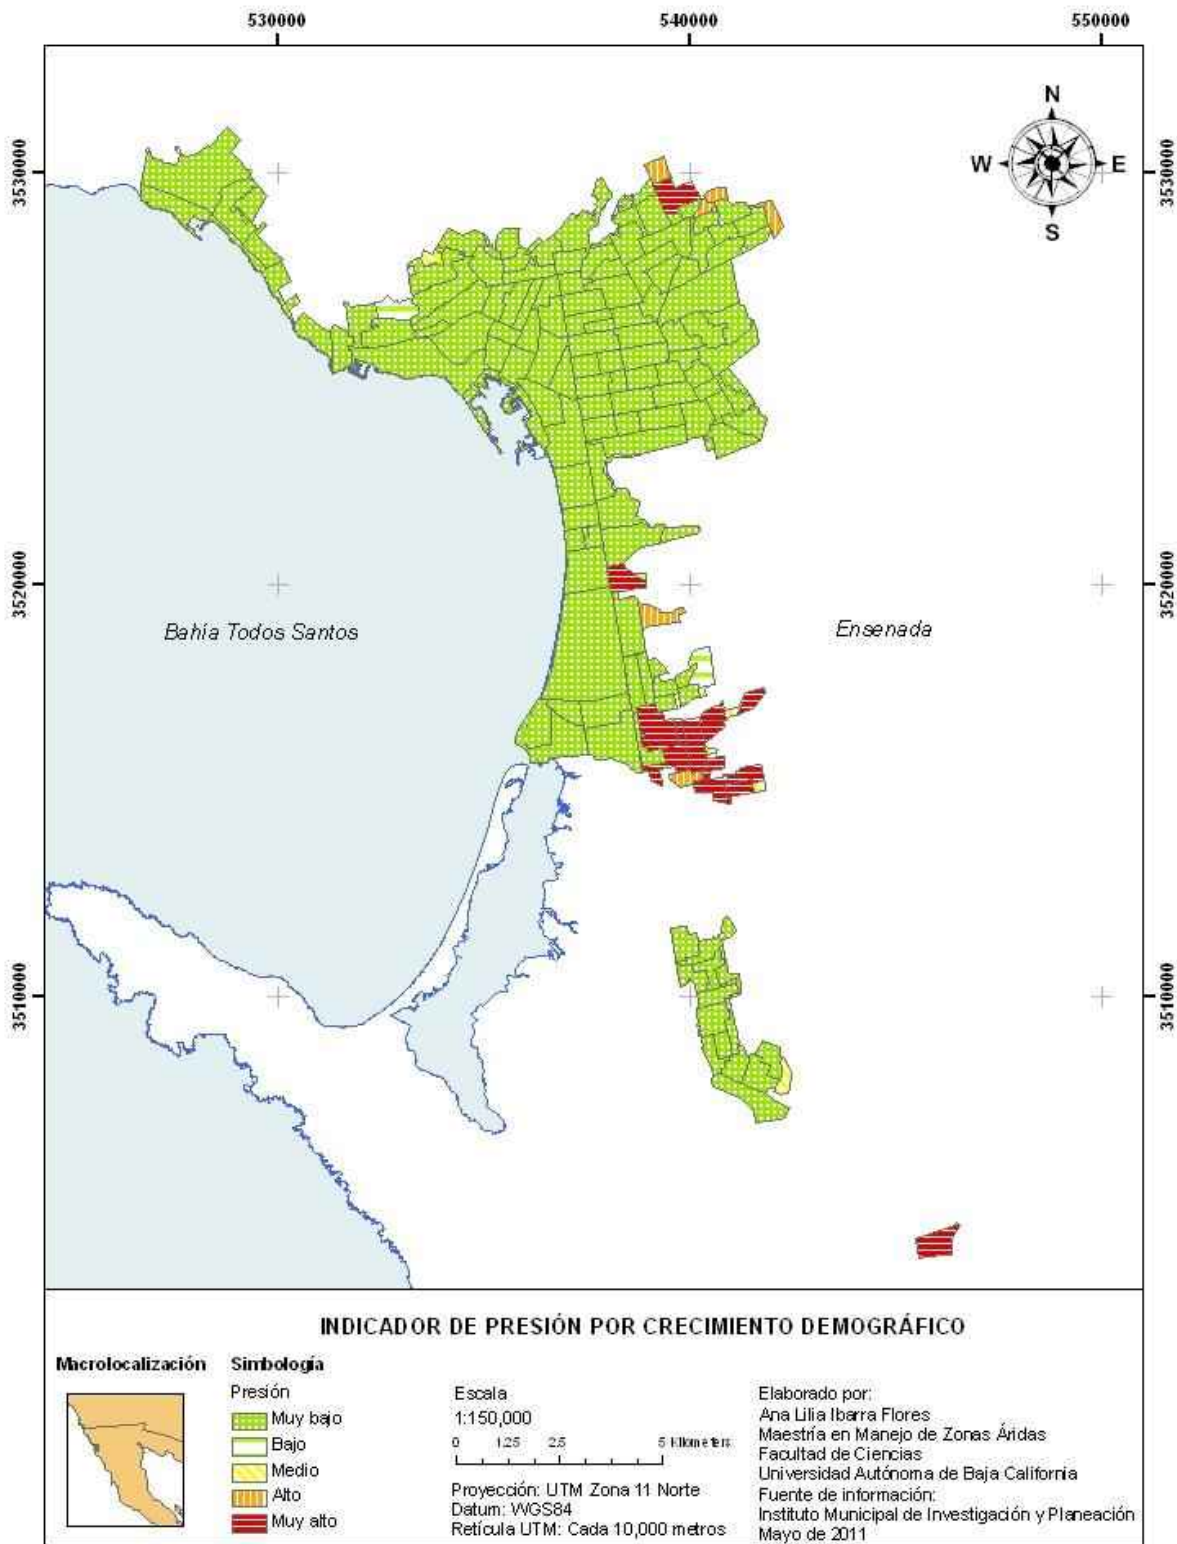 530000
540000
550000
N
W
E
S
3530000
3530000
3520000
3520000
Bahía Todos Santos
Ensenada
3510000
3510000
INDICADOR DE PRESIÓN POR CRECIMIENTO DEMOGRÁFICO
Macrolocalización
Simbología
Presión
Muy bajo
Bajo
Medio
Alto
Muy alto
Escala
1:150,000
0 1.25 2.5 5 Kilometers
Proyección: UTM Zona 11 Norte
Datum: WGS84
Retícula UTM: Cada 10,000 metros
Elaborado por:
Ana Lilia Ibarra Flores
Maestría en Manejo de Zonas Áridas
Facultad de Ciencias
Universidad Autónoma de Baja California
Fuente de información:
Instituto Municipal de Investigación y Planeación
Mayo de 2011